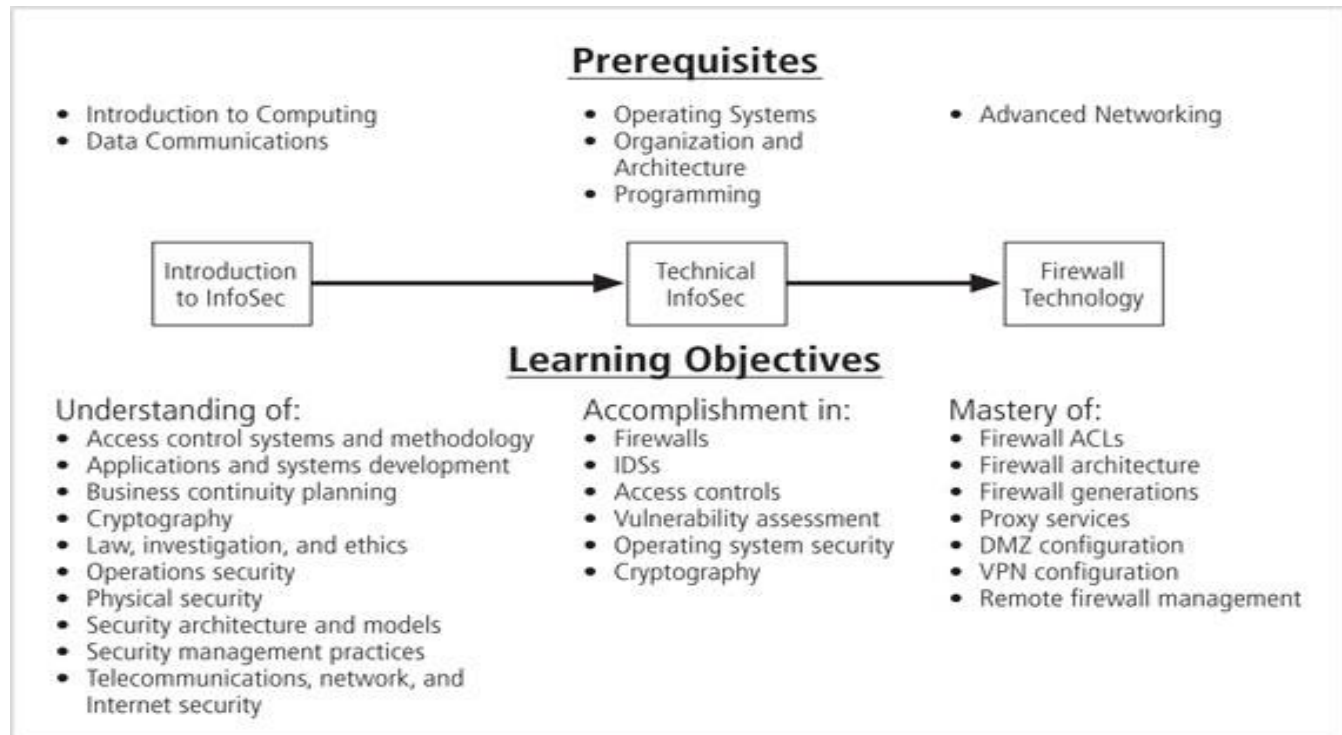 Prerequisites
• Introduction to Computing
• Data Communications
• Operating Systems
• Organization and
Architecture
• Programming
• Advanced Networking
Introduction
to InfoSec
Technical
InfoSec
Firewall
Technology
Learning Objectives
Understanding of:
• Access control systems and methodology
• Applications and systems development
• Business continuity planning
• Cryptography
• Law, investigation, and ethics
• Operations security
• Physical security
• Security architecture and models
• Security management practices
• Telecommunications, network, and
Internet security
Accomplishment in:
• Firewalls
• IDSs
• Access controls
• Vulnerability assessment
• Operating system security
• Cryptography
Mastery of:
• Firewall ACLs
• Firewall architecture
• Firewall generations
• Proxy services
• DMZ configuration
• VPN configuration
• Remote firewall management